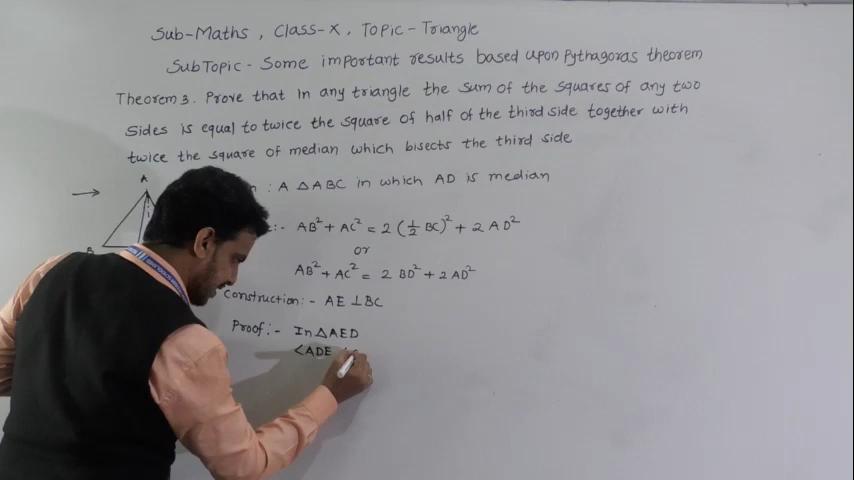 Sub-Maths, Class-X, Topic-Triangle
SubTopic - Some important results based upon Pythagoras theorem
Theorem 3. Prove that In any triangle the sum of the squares of any two
Sides is equal to twice the square of half of the third side together with
twice the square of median which bisects the third side
: A △ABC in which AD is median
A
:- AB² + AC² = 2 (1/2 BC)² + 2 AD²
or
B
AB² + AC² = 2 BD² + 2 AD²
Construction:- AE ⊥ BC
Proof:- In △AED
<ADE